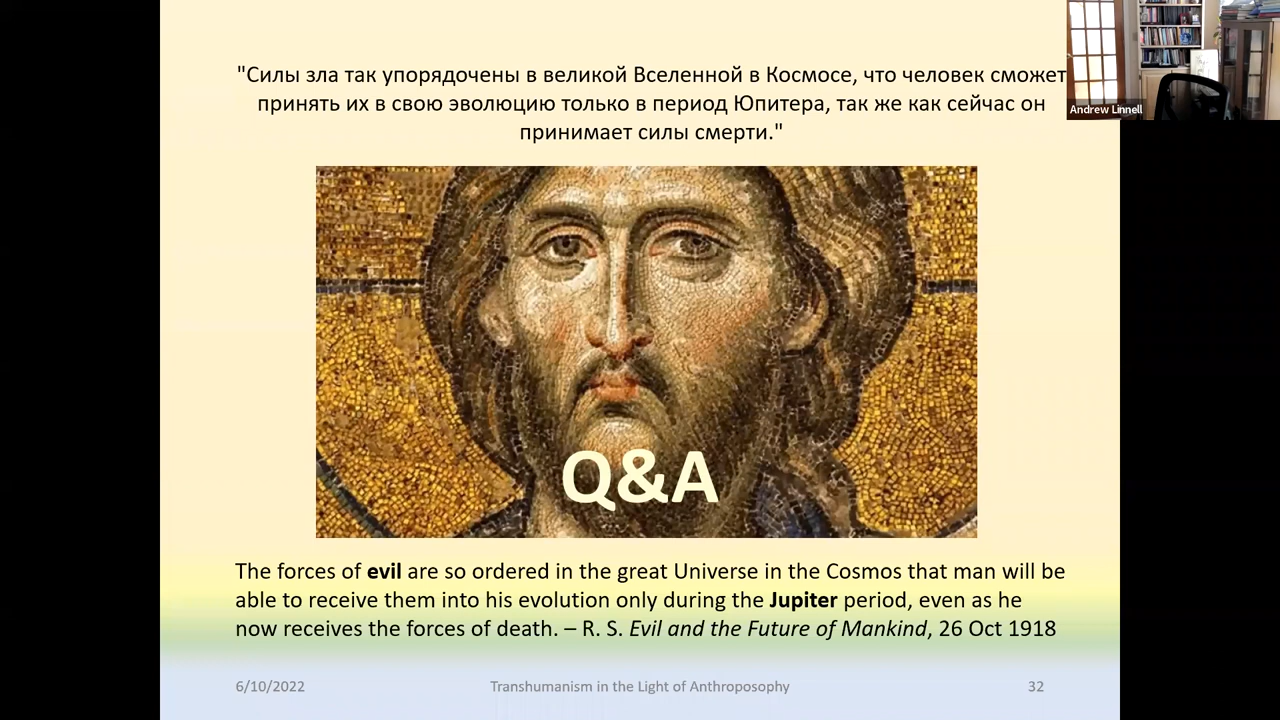 "Силы зла так упорядочены в великой Вселенной в Космосе, что человек сможет
принять их в свою эволюцию только в период Юпитера, так же как сейчас он
принимает силы смерти."
Andrew Linnell
Q&A
The forces of evil are so ordered in the great Universe in the Cosmos that man will be
able to receive them into his evolution only during the Jupiter period, even as he
now receives the forces of death. – R. S. Evil and the Future of Mankind, 26 Oct 1918
6/10/2022 Transhumanism in the Light of Anthroposophy 32